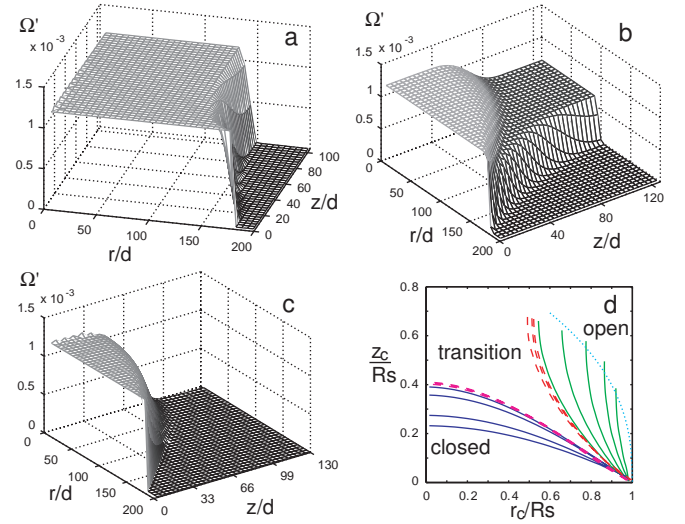 Ω' a
x 10⁻³
1.5
1
0.5
0
0 50 100 150 200
r/d
0 20 40 60 80 100
z/d
Ω' b
x 10⁻³
1.5
1
0.5
0
0 50 100 150 200
r/d
0 40 80 120
z/d
Ω' c
x 10⁻³
1.5
1
0.5
0
0 50 100 150 200
r/d
0 33 66 99 130
z/d
d
0.8
0.6
0.4
0.2
0
zc/Rs
open
transition
closed
0 0.2 0.4 0.6 0.8 1
rc/Rs